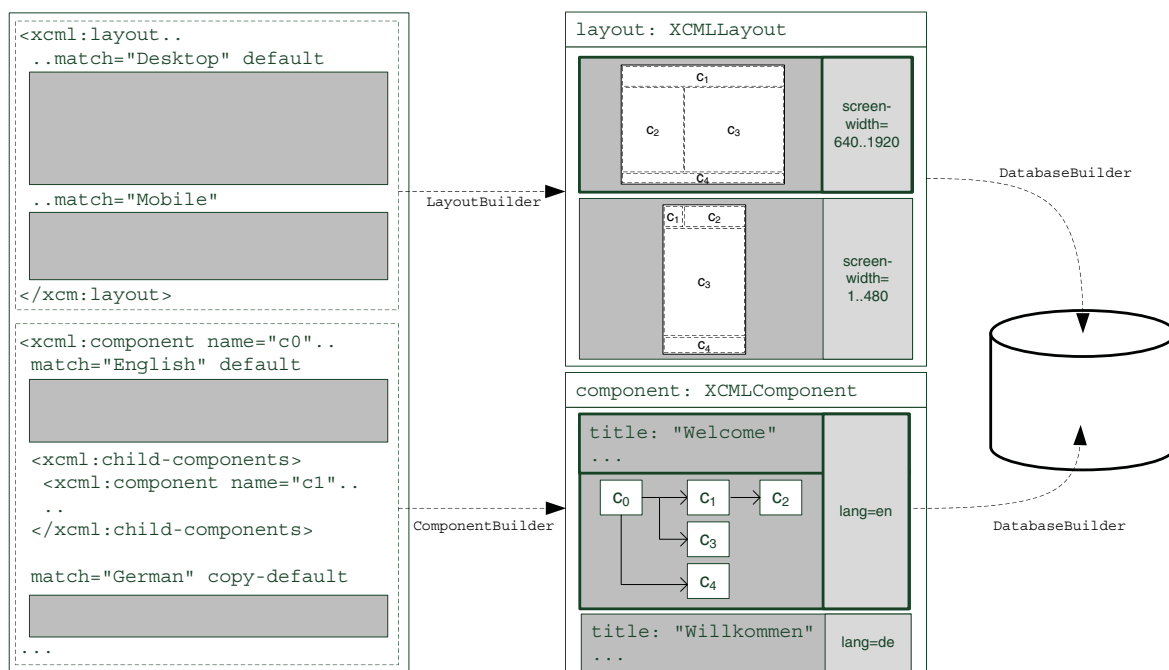 <xcml:layout..
..match="Desktop" default
..match="Mobile"
</xcm:layout>
<xcml:component name="c0"..
match="English" default
<xcml:child-components>
<xcml:component name="c1"..
..
</xcml:child-components>
match="German" copy-default
...
LayoutBuilder
ComponentBuilder
layout: XCMLLayout
C1
C2
C3
C4
screen-
width=
640..1920
C1
C2
C3
C4
screen-
width=
1..480
component: XCMLComponent
title: "Welcome"
...
C0
C1
C2
C3
C4
lang=en
title: "Willkommen"
...
lang=de
DatabaseBuilder
DatabaseBuilder